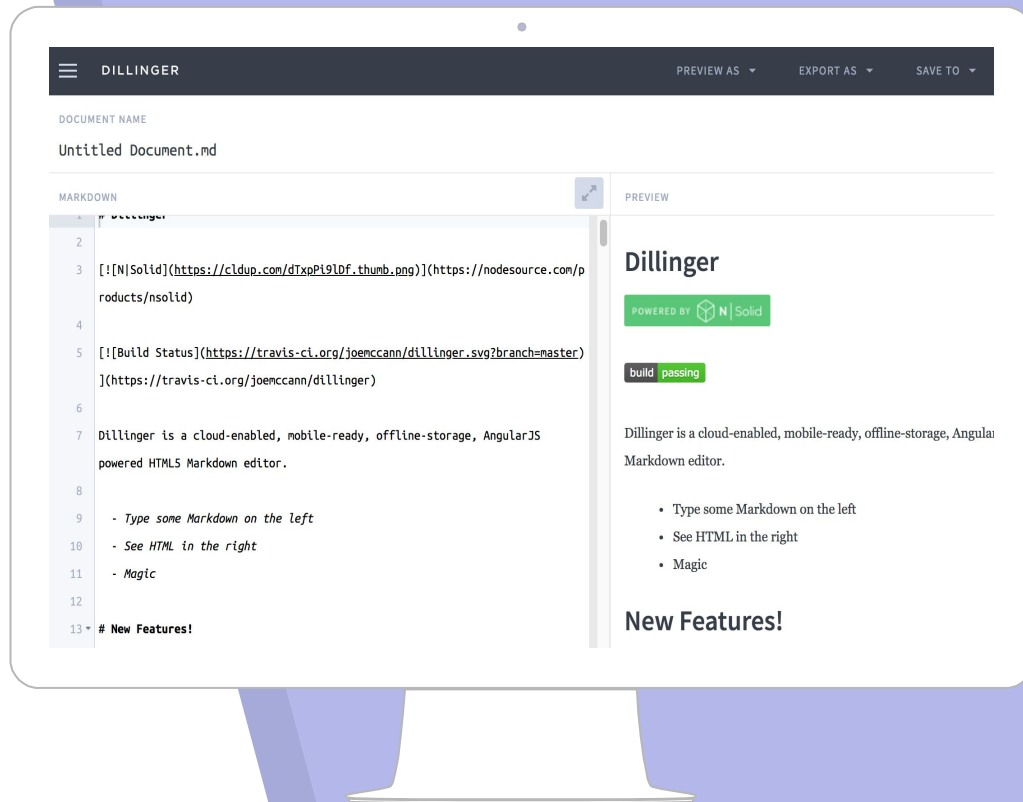 DILLINGER
PREVIEW AS
EXPORT AS
SAVE TO
DOCUMENT NAME
Untitled Document.md
MARKDOWN
1 # Dillinger
2
3 [![N|Solid](https://cldup.com/dTxpPi9lDf.thumb.png)](https://nodesource.com/p
roducts/nsolid)
4
5 [![Build Status](https://travis-ci.org/joemccann/dillinger.svg?branch=master)
](https://travis-ci.org/joemccann/dillinger)
6
7 Dillinger is a cloud-enabled, mobile-ready, offline-storage, AngularJS
powered HTML5 Markdown editor.
8
9 - Type some Markdown on the left
10 - See HTML in the right
11 - Magic
12
13 # New Features!
PREVIEW
Dillinger
POWERED BY N|Solid
build passing
Dillinger is a cloud-enabled, mobile-ready, offline-storage, Angular
Markdown editor.
• Type some Markdown on the left
• See HTML in the right
• Magic
New Features!